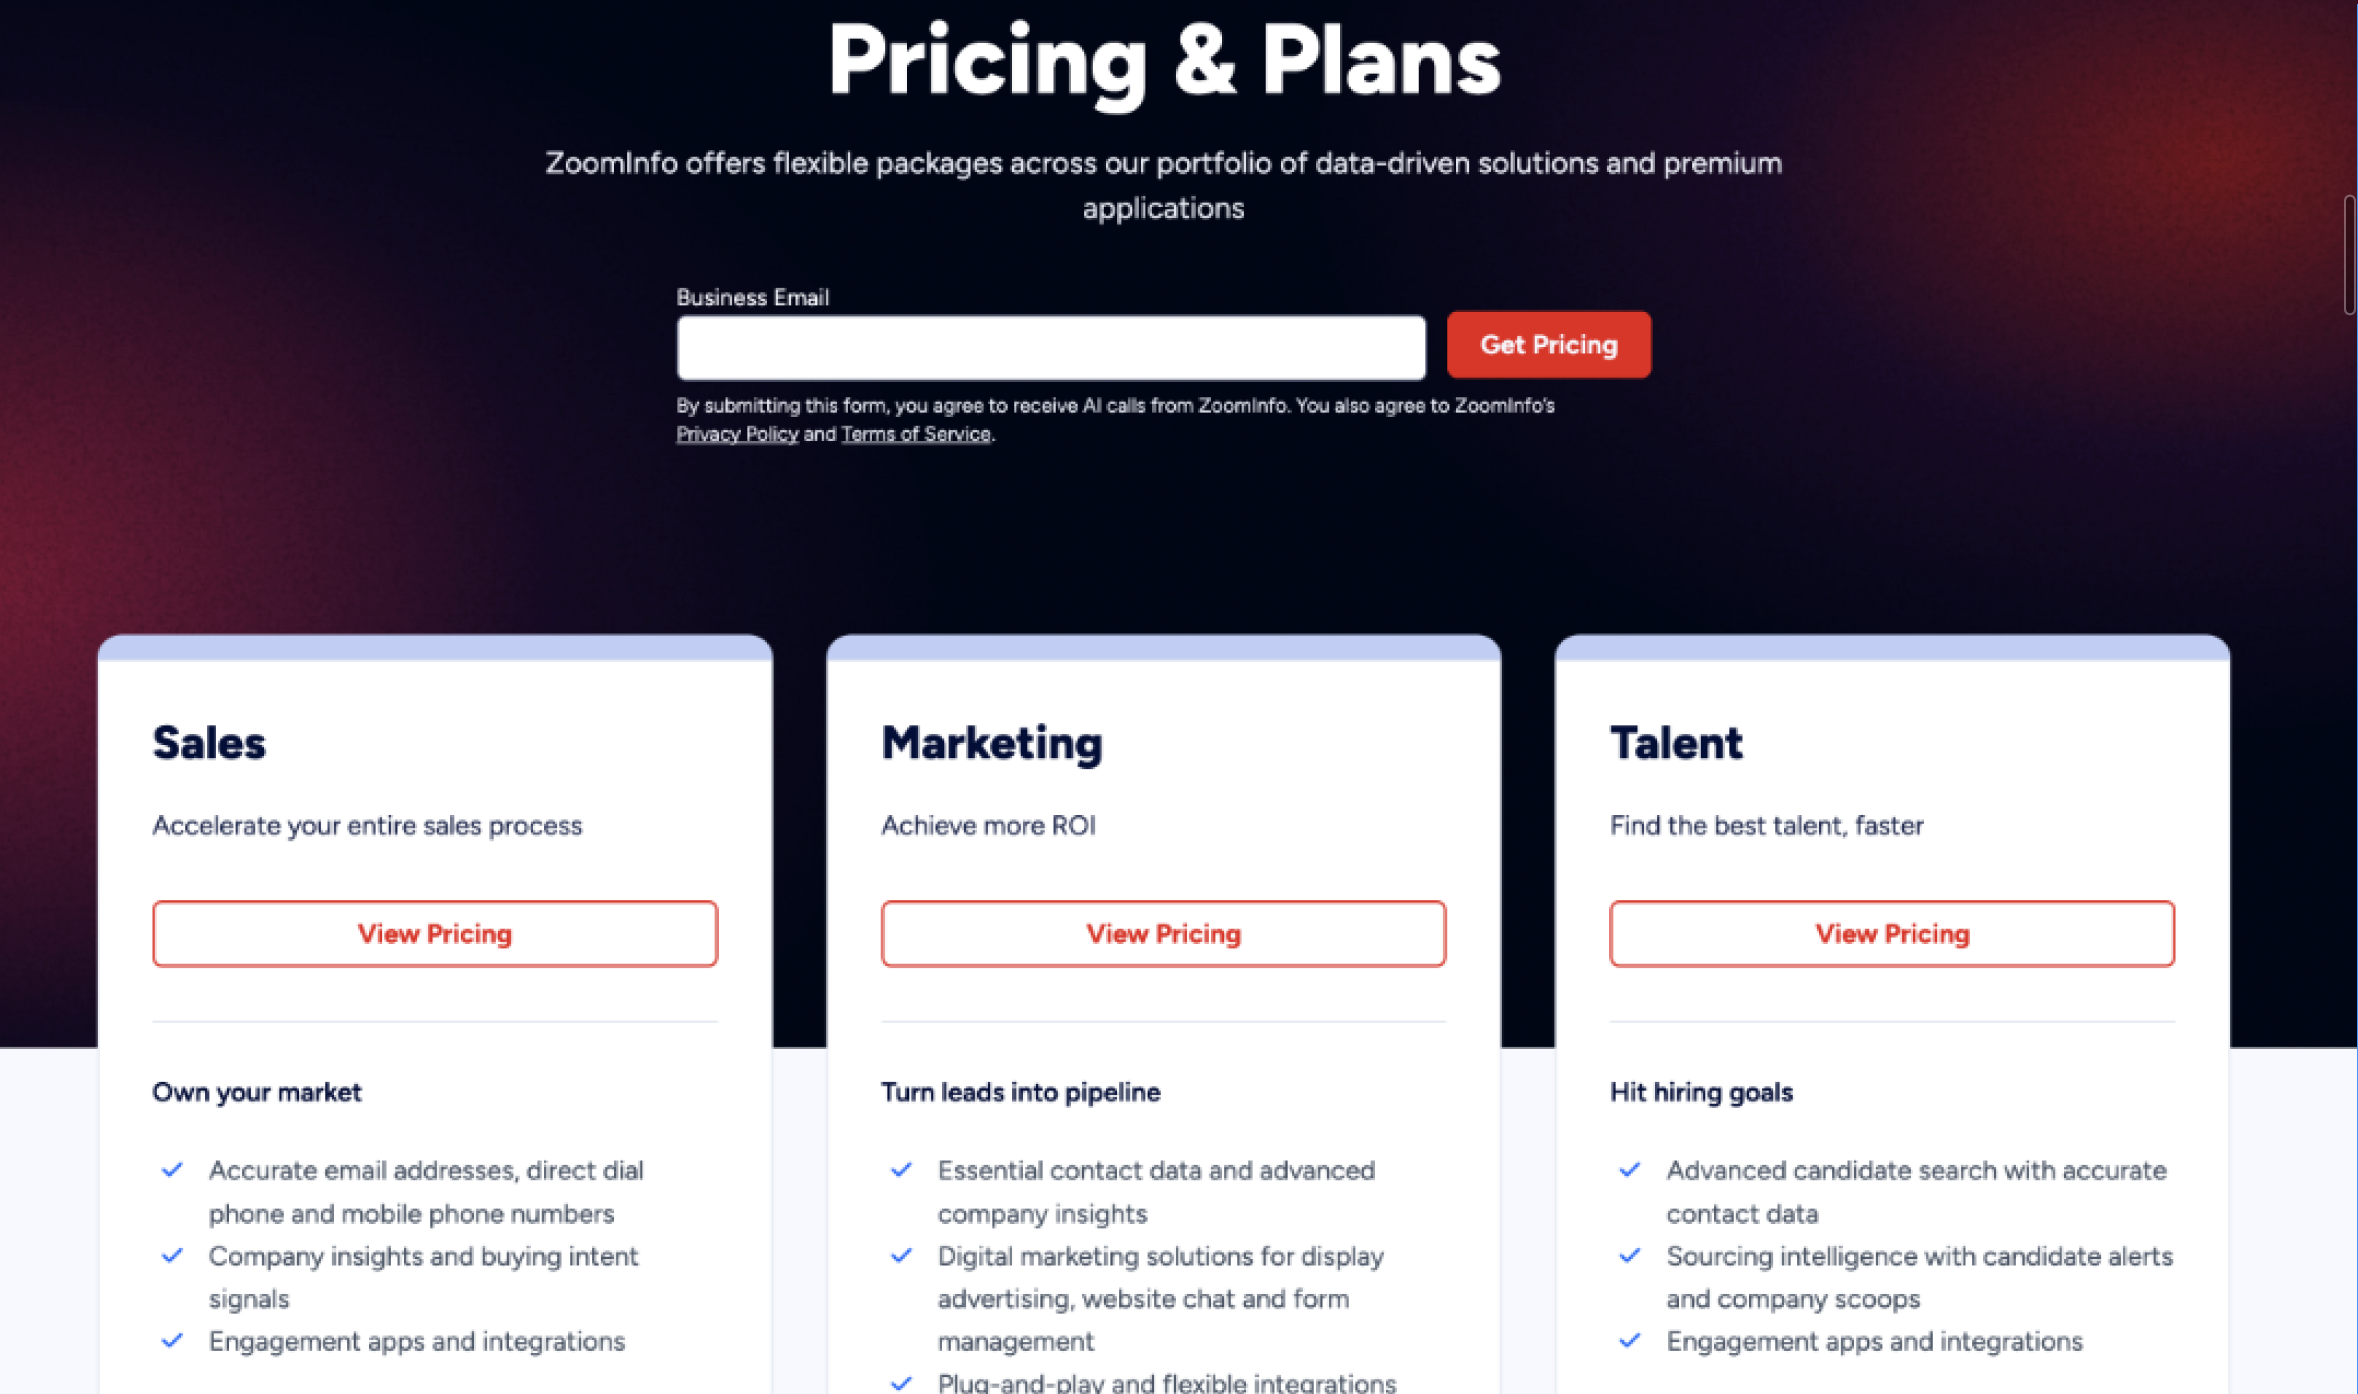 Pricing & Plans
ZoomInfo offers flexible packages across our portfolio of data-driven solutions and premium
applications
Business Email
Get Pricing
By submitting this form, you agree to receive AI calls from ZoomInfo. You also agree to ZoomInfo's
Privacy Policy and Terms of Service.
Sales
Accelerate your entire sales process
View Pricing
Own your market
Accurate email addresses, direct dial
phone and mobile phone numbers
Company insights and buying intent
signals
Engagement apps and integrations
Marketing
Achieve more ROI
View Pricing
Turn leads into pipeline
Essential contact data and advanced
company insights
Digital marketing solutions for display
advertising, website chat and form
management
Plug-and-play and flexible integrations
Talent
Find the best talent, faster
View Pricing
Hit hiring goals
Advanced candidate search with accurate
contact data
Sourcing intelligence with candidate alerts
and company scoops
Engagement apps and integrations